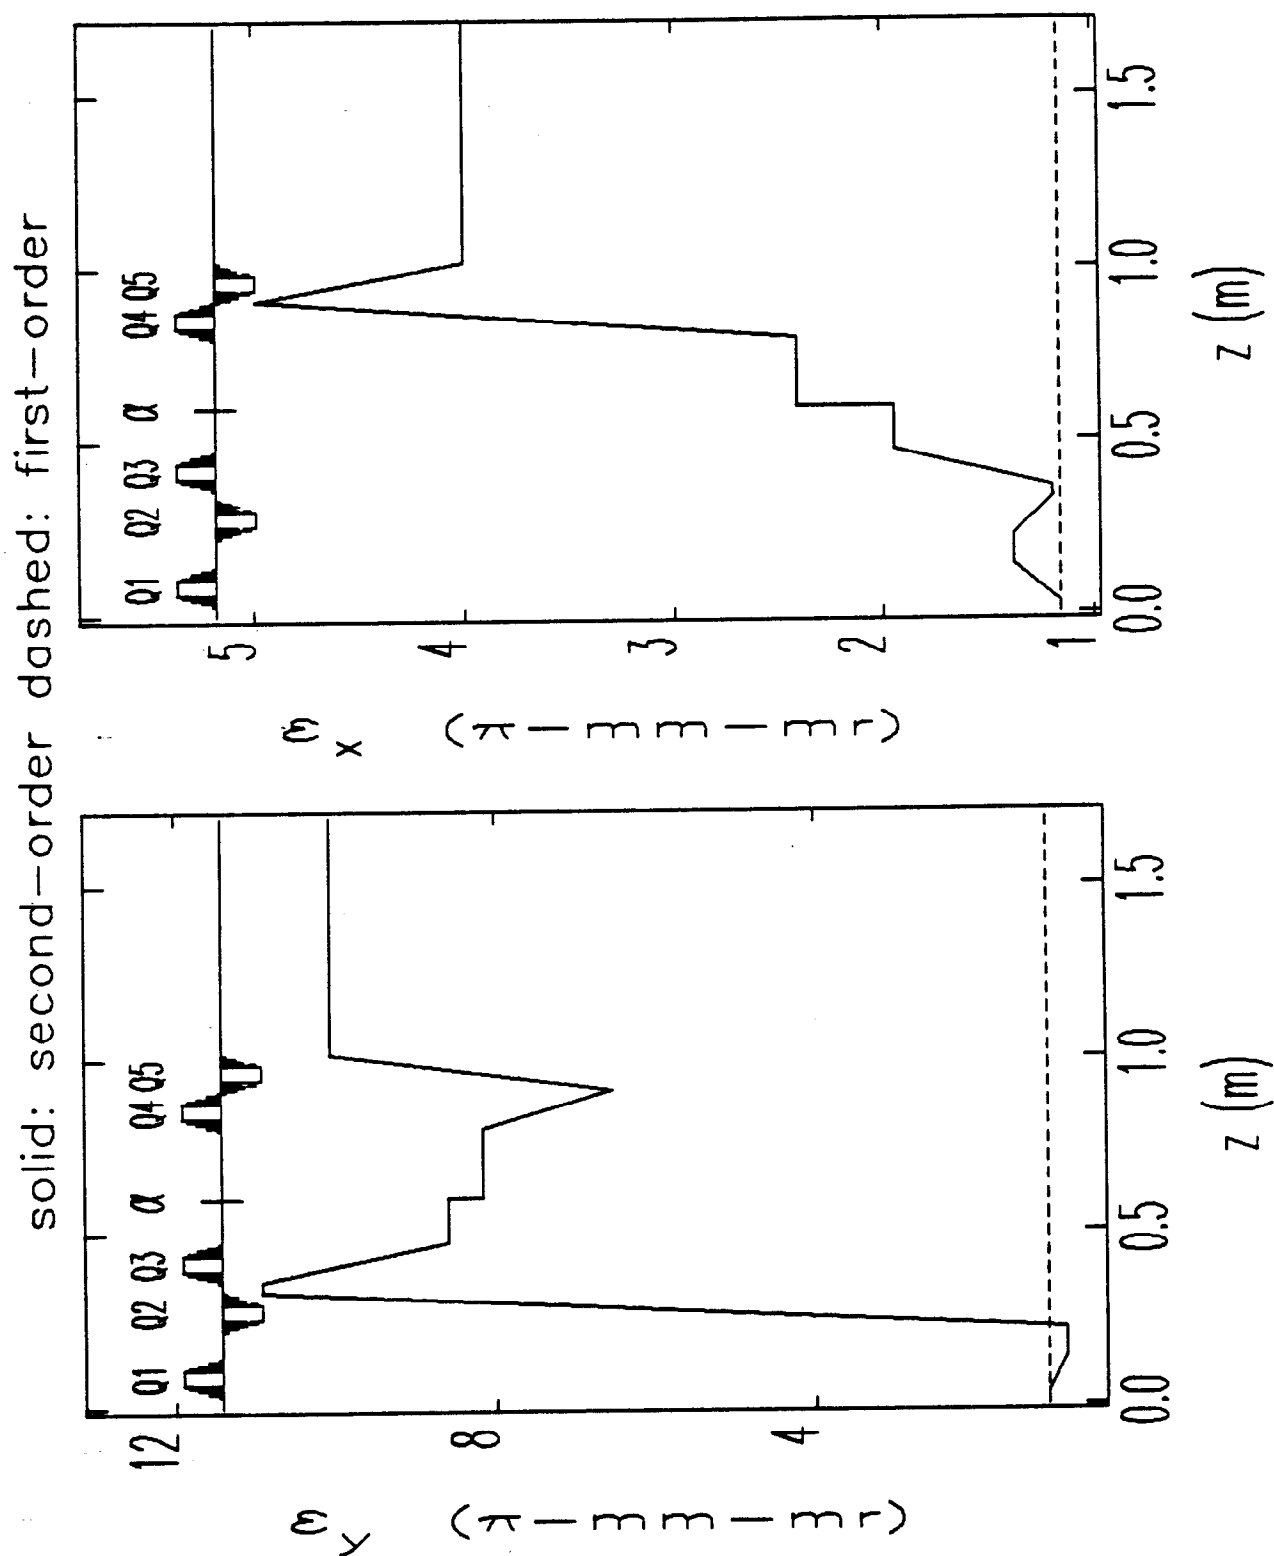 solid: second-order dashed: first-order
Q1 Q2 Q3 α Q4 Q5
12
8
4
εy (π-mm-mr)
0.0 0.5 1.0 1.5
z (m)
Q1 Q2 Q3 α Q4 Q5
5
4
3
2
1
εx (π-mm-mr)
0.0 0.5 1.0 1.5
z (m)